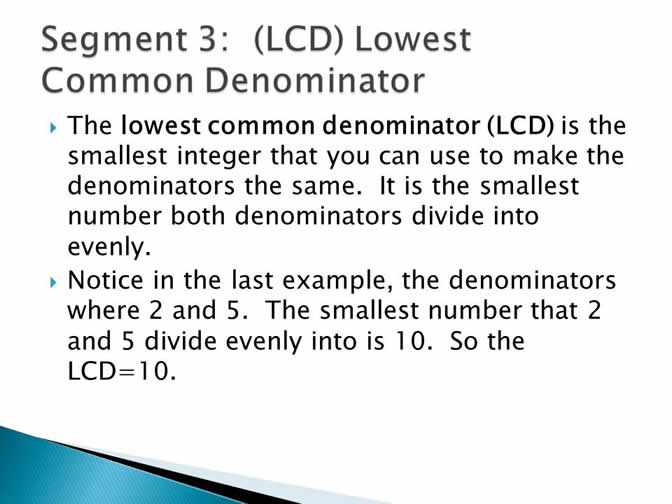 Segment 3:  (LCD) Lowest
Common Denominator
The lowest common denominator (LCD) is the
smallest integer that you can use to make the
denominators the same.  It is the smallest
number both denominators divide into
evenly.
Notice in the last example, the denominators
where 2 and 5.  The smallest number that 2
and 5 divide evenly into is 10.  So the
LCD=10.